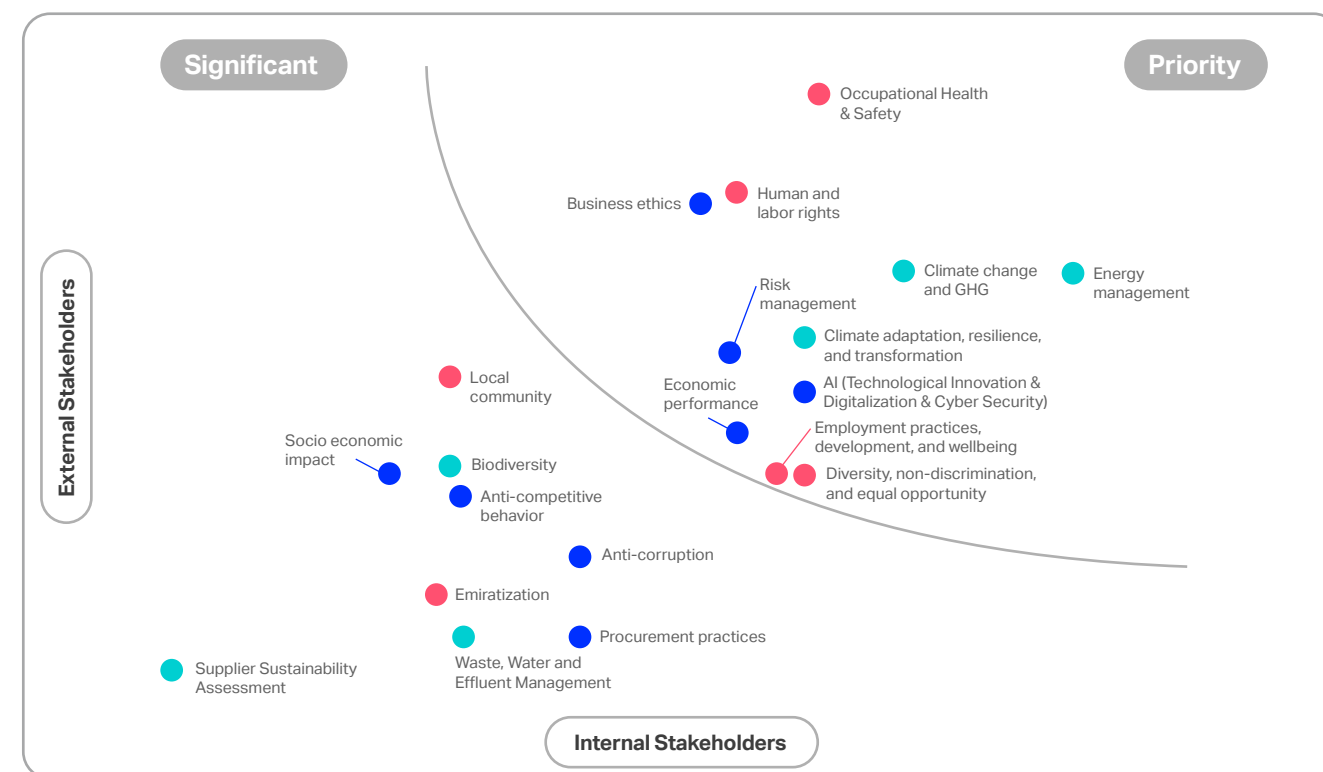 Significant
Priority
Occupational Health
& Safety
Business ethics
Human and
labor rights
Climate change
and GHG
Energy
management
Risk
management
Climate adaptation, resilience,
and transformation
Economic
performance
AI (Technological Innovation &
Digitalization & Cyber Security)
Employment practices,
development, and wellbeing
Diversity, non-discrimination,
and equal opportunity
External Stakeholders
Local
community
Socio economic
impact
Biodiversity
Anti-competitive
behavior
Anti-corruption
Emiratization
Procurement practices
Waste, Water and
Effluent Management
Supplier Sustainability
Assessment
Internal Stakeholders